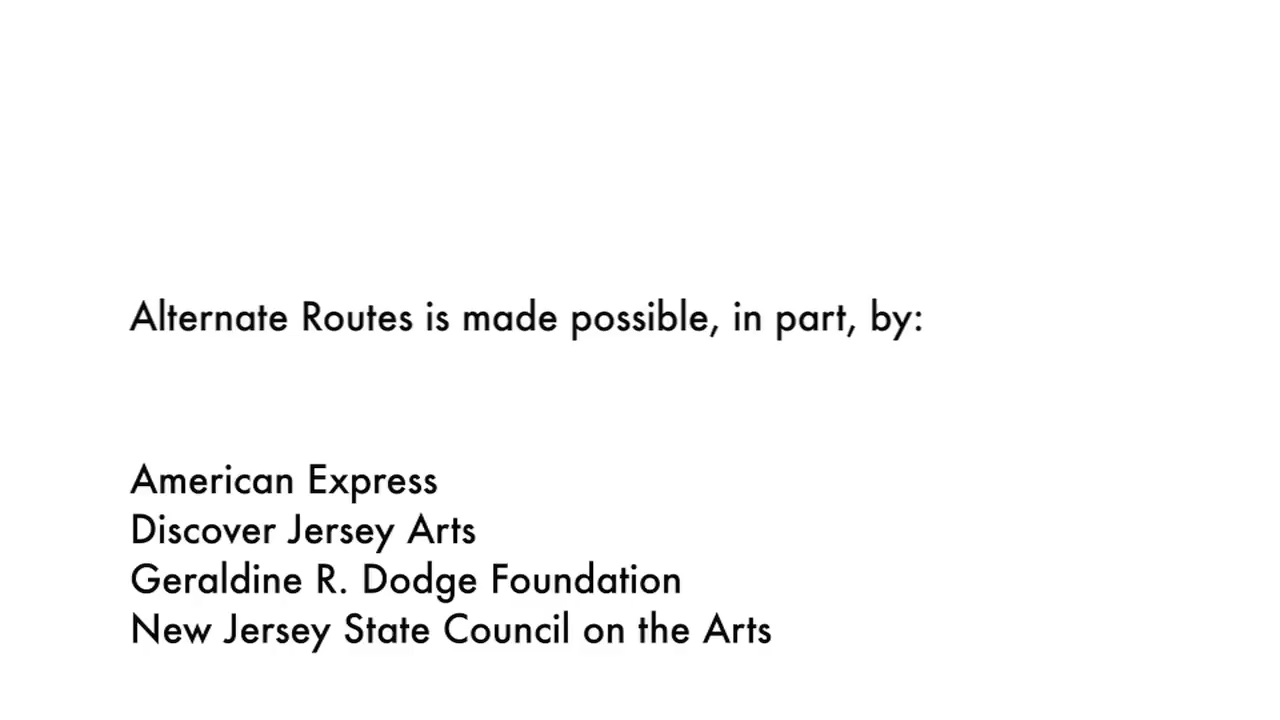 Alternate Routes is made possible, in part, by:
American Express
Discover Jersey Arts
Geraldine R. Dodge Foundation
New Jersey State Council on the Arts